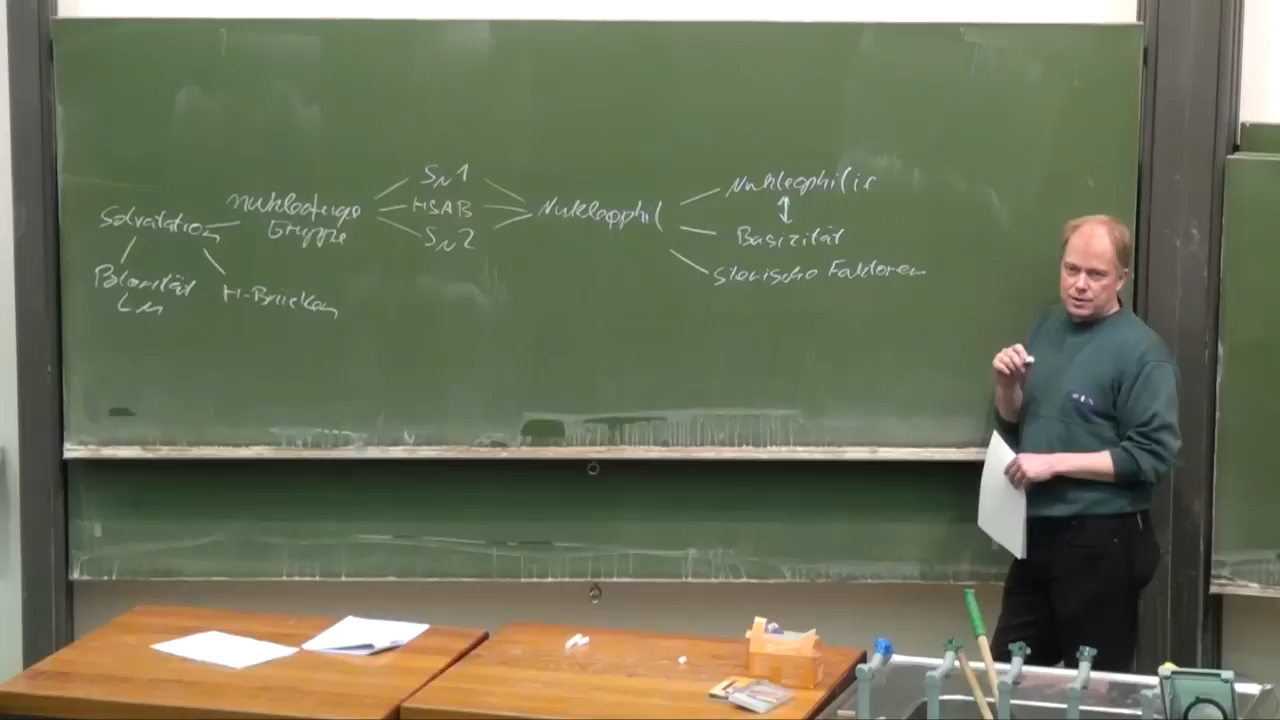 Solvatation
Polarität
LM
H-Brücken
nukleofuge
Gruppe
SN1
HSAB
SN2
Nukleophil
Nukleophilie
Basizität
sterische Faktoren